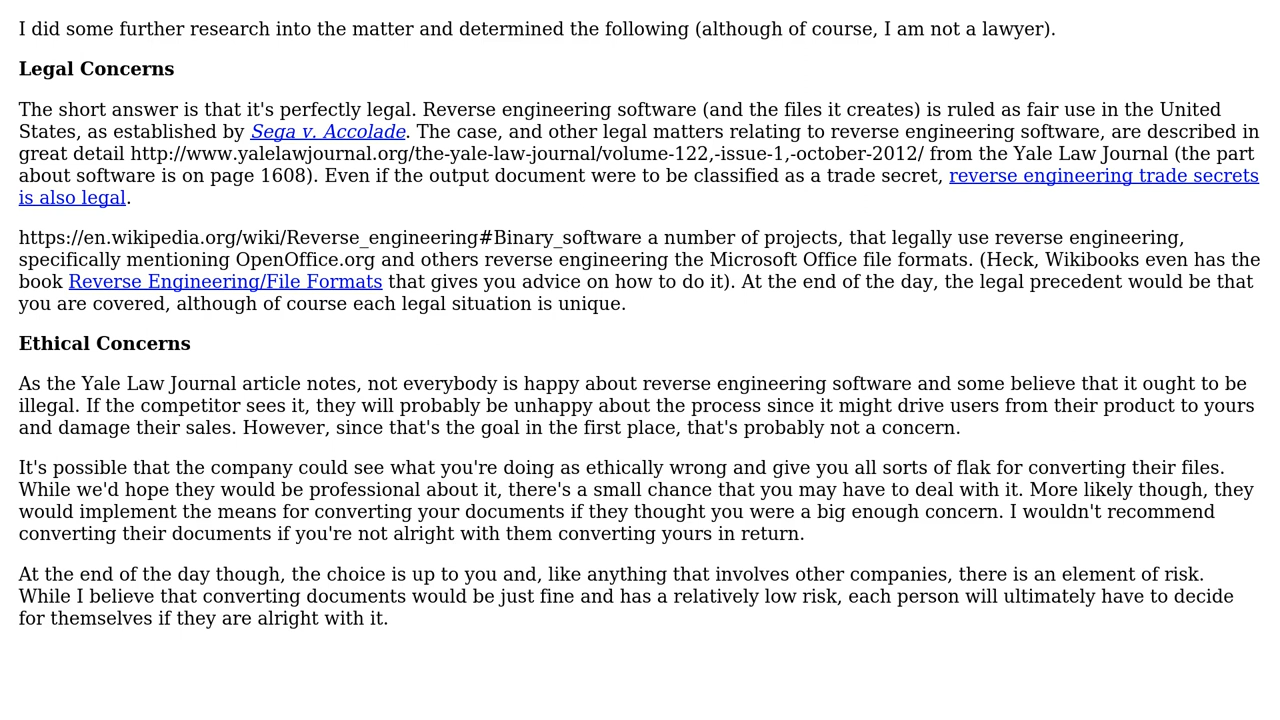 I did some further research into the matter and determined the following (although of course, I am not a lawyer).
Legal Concerns
The short answer is that it's perfectly legal. Reverse engineering software (and the files it creates) is ruled as fair use in the United
States, as established by Sega v. Accolade. The case, and other legal matters relating to reverse engineering software, are described in
great detail http://www.yalelawjournal.org/the-yale-law-journal/volume-122,-issue-1,-october-2012/ from the Yale Law Journal (the part
about software is on page 1608). Even if the output document were to be classified as a trade secret, reverse engineering trade secrets
is also legal.
https://en.wikipedia.org/wiki/Reverse_engineering#Binary_software a number of projects, that legally use reverse engineering,
specifically mentioning OpenOffice.org and others reverse engineering the Microsoft Office file formats. (Heck, Wikibooks even has the
book Reverse Engineering/File Formats that gives you advice on how to do it). At the end of the day, the legal precedent would be that
you are covered, although of course each legal situation is unique.
Ethical Concerns
As the Yale Law Journal article notes, not everybody is happy about reverse engineering software and some believe that it ought to be
illegal. If the competitor sees it, they will probably be unhappy about the process since it might drive users from their product to yours
and damage their sales. However, since that's the goal in the first place, that's probably not a concern.
It's possible that the company could see what you're doing as ethically wrong and give you all sorts of flak for converting their files.
While we'd hope they would be professional about it, there's a small chance that you may have to deal with it. More likely though, they
would implement the means for converting your documents if they thought you were a big enough concern. I wouldn't recommend
converting their documents if you're not alright with them converting yours in return.
At the end of the day though, the choice is up to you and, like anything that involves other companies, there is an element of risk.
While I believe that converting documents would be just fine and has a relatively low risk, each person will ultimately have to decide
for themselves if they are alright with it.